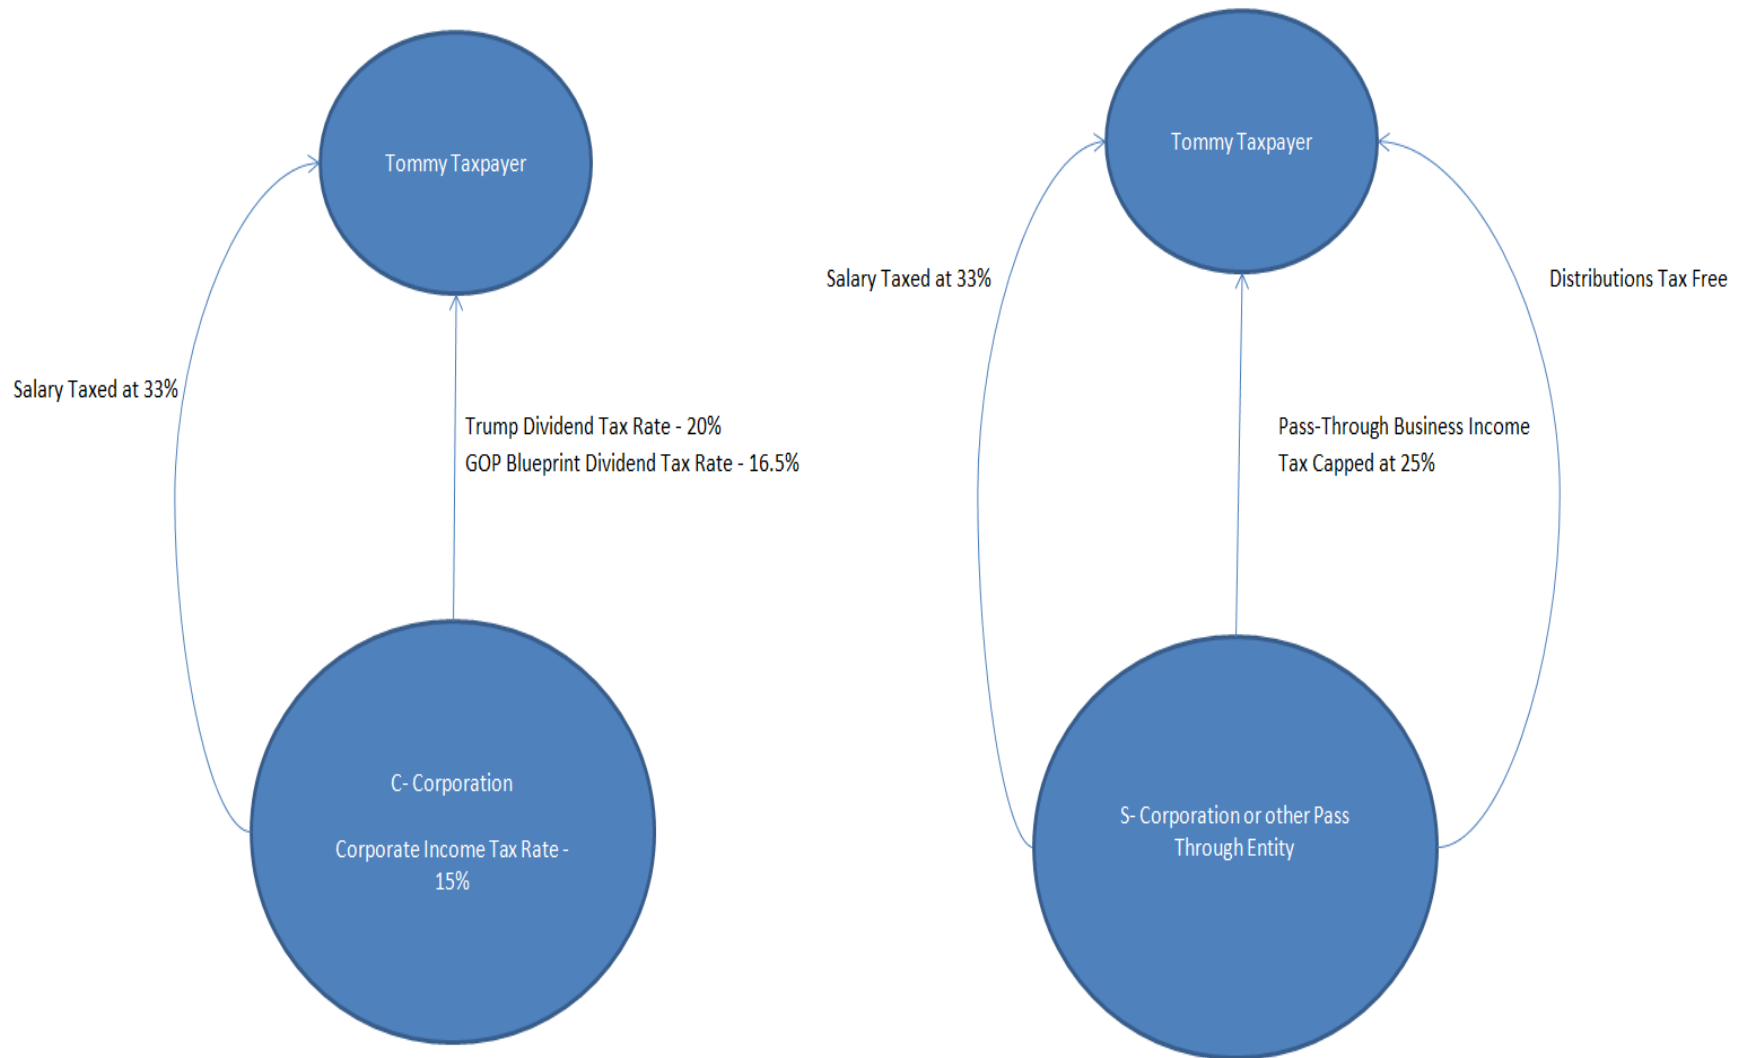 Tommy Taxpayer
Salary Taxed at 33%
Trump Dividend Tax Rate - 20%
GOP Blueprint Dividend Tax Rate - 16.5%
C- Corporation
Corporate Income Tax Rate -
15%
Tommy Taxpayer
Salary Taxed at 33%
Distributions Tax Free
Pass-Through Business Income
Tax Capped at 25%
S- Corporation or other Pass
Through Entity